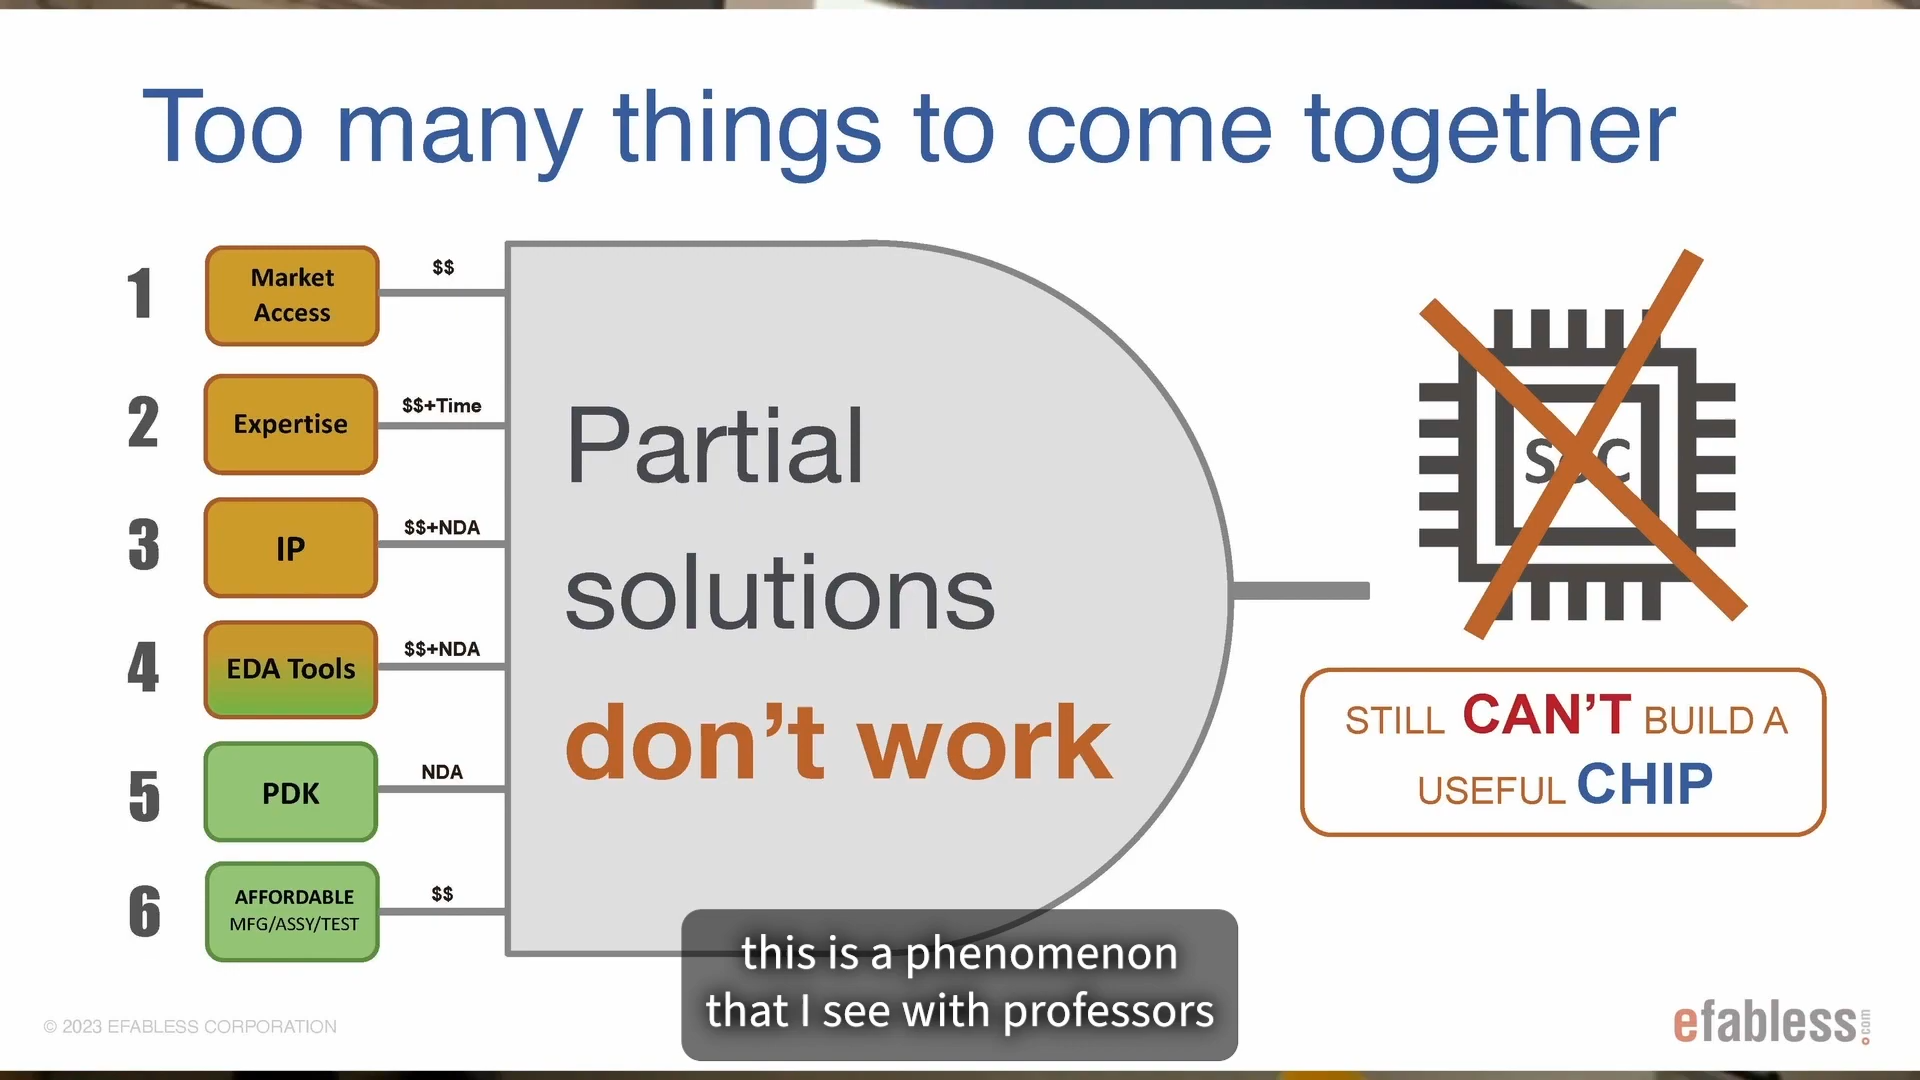 Too many things to come together
1
Market
Access
$$
2
Expertise
$$+Time
3
IP
$$+NDA
4
EDA Tools
$$+NDA
5
PDK
NDA
6
AFFORDABLE
MFG/ASSY/TEST
$$
Partial
solutions
don’t work
SoC
STILL CAN’T BUILD A
USEFUL CHIP
this is a phenomenon
that I see with professors
© 2023 EFABLESS CORPORATION
efabless.com